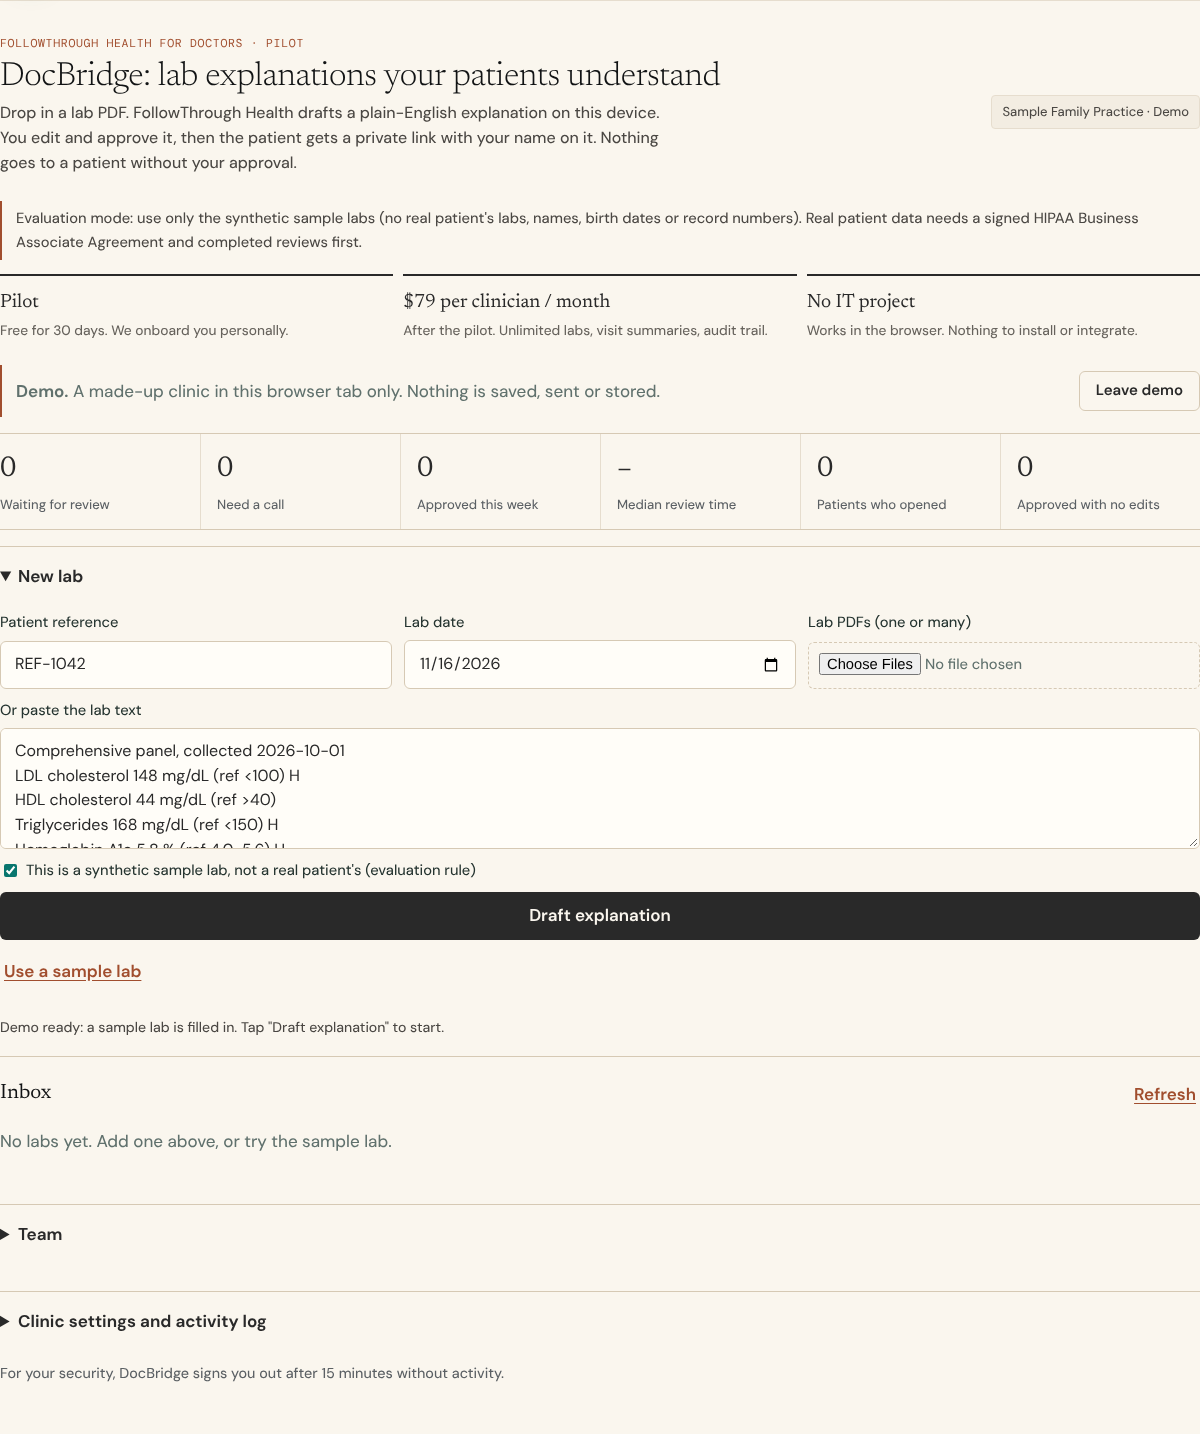 FOLLOWTHROUGH HEALTH FOR DOCTORS · PILOT
DocBridge: lab explanations your patients understand
Drop in a lab PDF. FollowThrough Health drafts a plain-English explanation on this device.
You edit and approve it, then the patient gets a private link with your name on it. Nothing
goes to a patient without your approval.
Sample Family Practice · Demo
Evaluation mode: use only the synthetic sample labs (no real patient's labs, names, birth dates or record numbers). Real patient data needs a signed HIPAA Business
Associate Agreement and completed reviews first.
Pilot
Free for 30 days. We onboard you personally.
$79 per clinician / month
After the pilot. Unlimited labs, visit summaries, audit trail.
No IT project
Works in the browser. Nothing to install or integrate.
Demo. A made-up clinic in this browser tab only. Nothing is saved, sent or stored.
Leave demo
0
Waiting for review
0
Need a call
0
Approved this week
–
Median review time
0
Patients who opened
0
Approved with no edits
New lab
Patient reference
REF-1042
Lab date
11/16/2026
Lab PDFs (one or many)
Choose Files No file chosen
Or paste the lab text
Comprehensive panel, collected 2026-10-01
LDL cholesterol 148 mg/dL (ref <100) H
HDL cholesterol 44 mg/dL (ref >40)
Triglycerides 168 mg/dL (ref <150) H
Hemoglobin A1c 5.8 % (ref 4.0-5.6) H
This is a synthetic sample lab, not a real patient's (evaluation rule)
Draft explanation
Use a sample lab
Demo ready: a sample lab is filled in. Tap "Draft explanation" to start.
Inbox
Refresh
No labs yet. Add one above, or try the sample lab.
Team
Clinic settings and activity log
For your security, DocBridge signs you out after 15 minutes without activity.